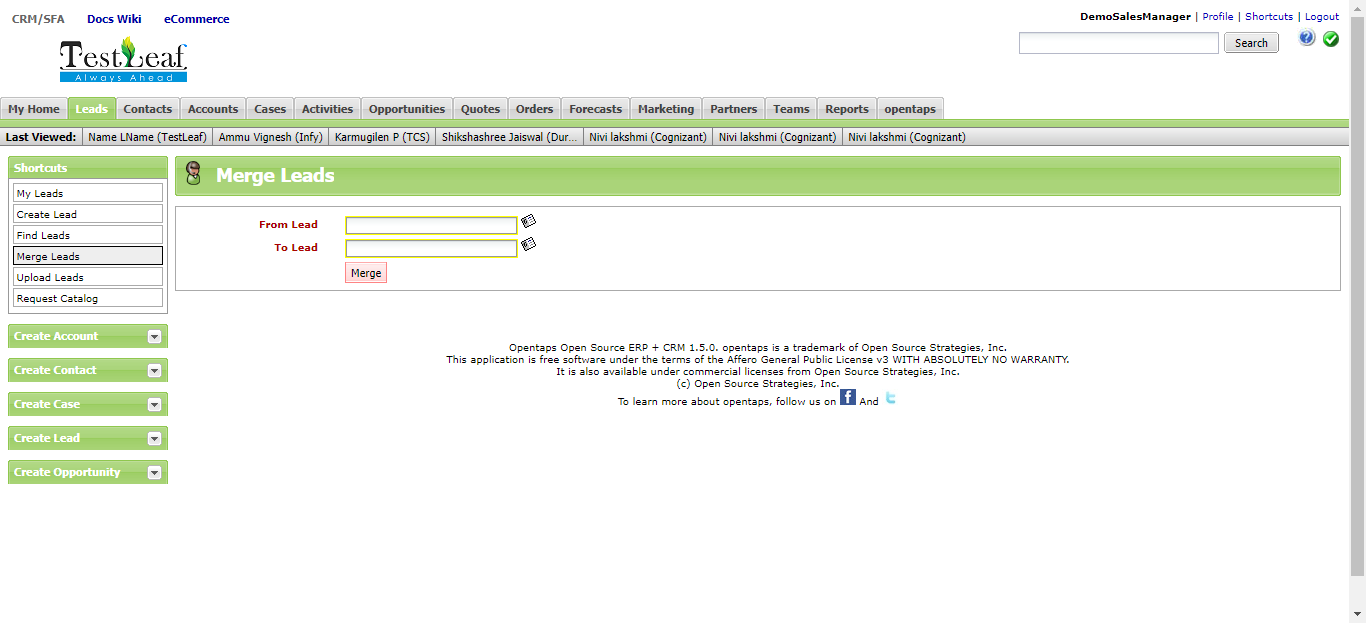 CRM/SFA Docs Wiki eCommerce
DemoSalesManager | Profile | Shortcuts | Logout
Search
?
TestLeaf
Always Ahead
My Home Leads Contacts Accounts Cases Activities Opportunities Quotes Orders Forecasts Marketing Partners Teams Reports opentaps
Last Viewed: Name LName (TestLeaf) Ammu Vignesh (Infy) Karmugilen P (TCS) Shikshashree Jaiswal (Dur... Nivi lakshmi (Cognizant) Nivi lakshmi (Cognizant) Nivi lakshmi (Cognizant)
Shortcuts
My Leads
Create Lead
Find Leads
Merge Leads
Upload Leads
Request Catalog
Create Account
Create Contact
Create Case
Create Lead
Create Opportunity
Merge Leads
From Lead
To Lead
Merge
Opentaps Open Source ERP + CRM 1.5.0. opentaps is a trademark of Open Source Strategies, Inc.
This application is free software under the terms of the Affero General Public License v3 WITH ABSOLUTELY NO WARRANTY.
It is also available under commercial licenses from Open Source Strategies, Inc.
(c) Open Source Strategies, Inc.
To learn more about opentaps, follow us on f And t